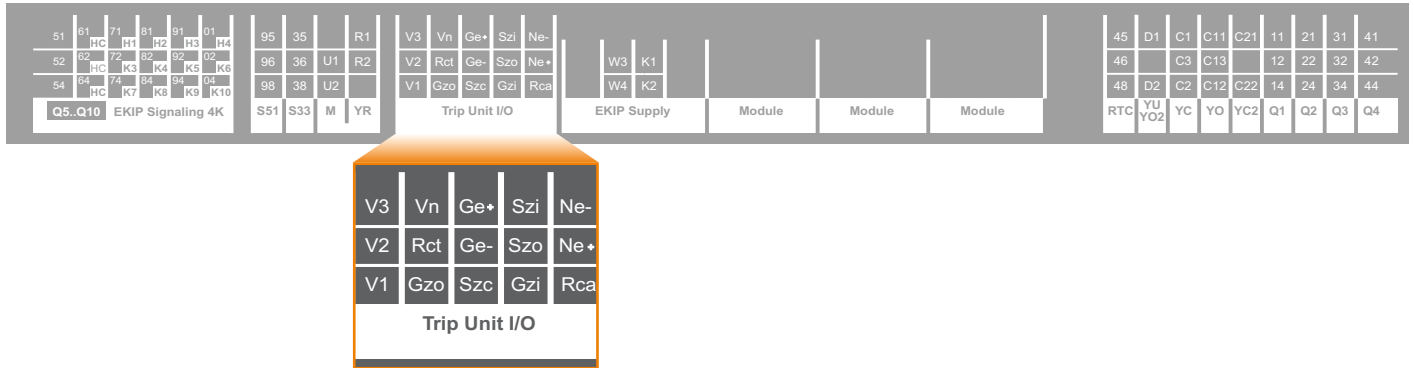 61 71 81 91 01
51 HC H1 H2 H3 H4 95 35 R1 V3 Vn Ge+ Szi Ne- 45 D1 C1 C11 C21 11 21 31 41
62 72 82 92 02
52 HC K3 K4 K5 K6 96 36 U1 R2 V2 Rct Ge- Szo Ne+ W3 K1 46 C3 C13 12 22 32 42
64 74 84 94 04
54 HC K7 K8 K9 K10 98 38 U2 V1 Gzo Szc Gzi Rca W4 K2 48 D2 C2 C12 C22 14 24 34 44
Q5..Q10 EKIP Signaling 4K S51 S33 M YR Trip Unit I/O EKIP Supply Module Module Module RTC YU YO2 YC YO YC2 Q1 Q2 Q3 Q4
V3 Vn Ge+ Szi Ne-
V2 Rct Ge- Szo Ne+
V1 Gzo Szc Gzi Rca
Trip Unit I/O